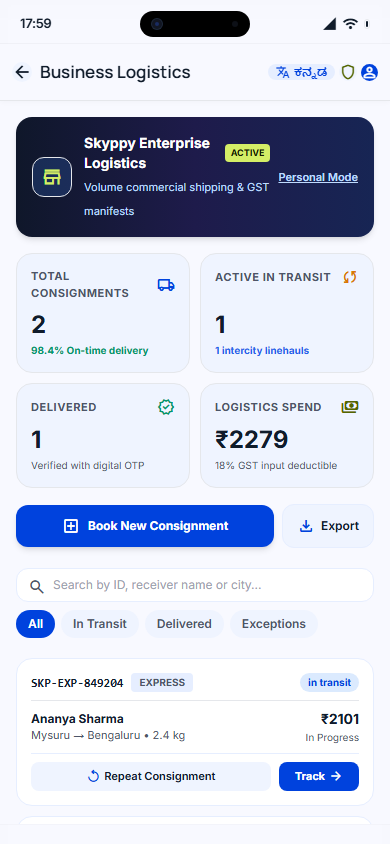 17:59
Business Logistics
ಕನ್ನಡ
Skyppy Enterprise
Logistics
ACTIVE
Volume commercial shipping & GST
manifests
Personal Mode
TOTAL
CONSIGNMENTS
2
98.4% On-time delivery
ACTIVE IN TRANSIT
1
1 intercity linehauls
DELIVERED
1
Verified with digital OTP
LOGISTICS SPEND
₹2279
18% GST input deductible
Book New Consignment
Export
Search by ID, receiver name or city...
All
In Transit
Delivered
Exceptions
SKP-EXP-849204 EXPRESS in transit
Ananya Sharma ₹2101
Mysuru → Bengaluru • 2.4 kg In Progress
Repeat Consignment Track →